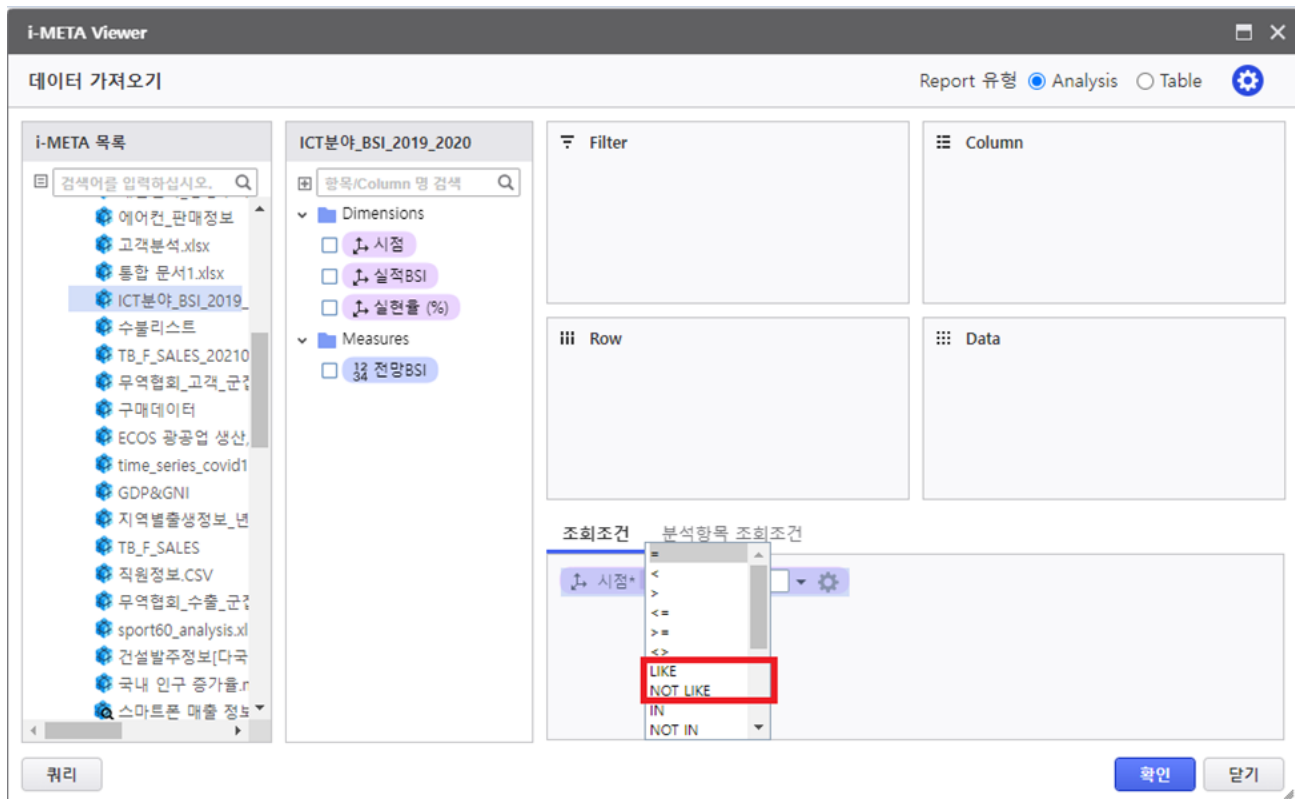 i-META Viewer
데이터 가져오기
Report 유형 Analysis Table
i-META 목록
검색어를 입력하십시오.
에어컨_판매정보
고객분석.xlsx
통합 문서1.xlsx
ICT분야_BSI_2019_
수불리스트
TB_F_SALES_20210
무역협회_고객_군집
구매데이터
ECOS 광공업 생산,
time_series_covid1
GDP&GNI
지역별출생정보_년
TB_F_SALES
직원정보.CSV
무역협회_수출_군집
sport60_analysis.xl
건설발주정보[다국
국내 인구 증가율.r
스마트폰 매출 정보
ICT분야_BSI_2019_2020
항목/Column 명 검색
Dimensions
시점
실적BSI
실현율 (%)
Measures
전망BSI
Filter
Column
Row
Data
조회조건 분석항목 조회조건
시점*
=
<
>
<=
>=
<>
LIKE
NOT LIKE
IN
NOT IN
쿼리
확인
닫기